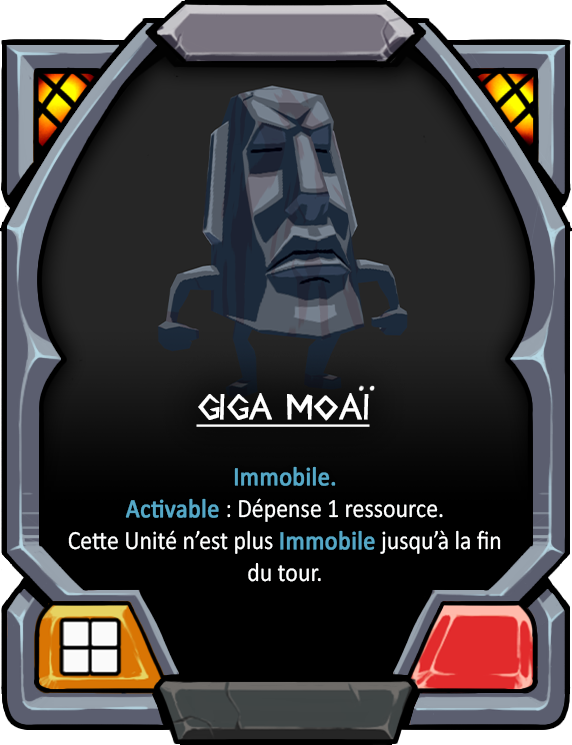 GIGA MOAÏ
Immobile.
Activable : Dépense 1 ressource.
Cette Unité n’est plus Immobile jusqu’à la fin
du tour.